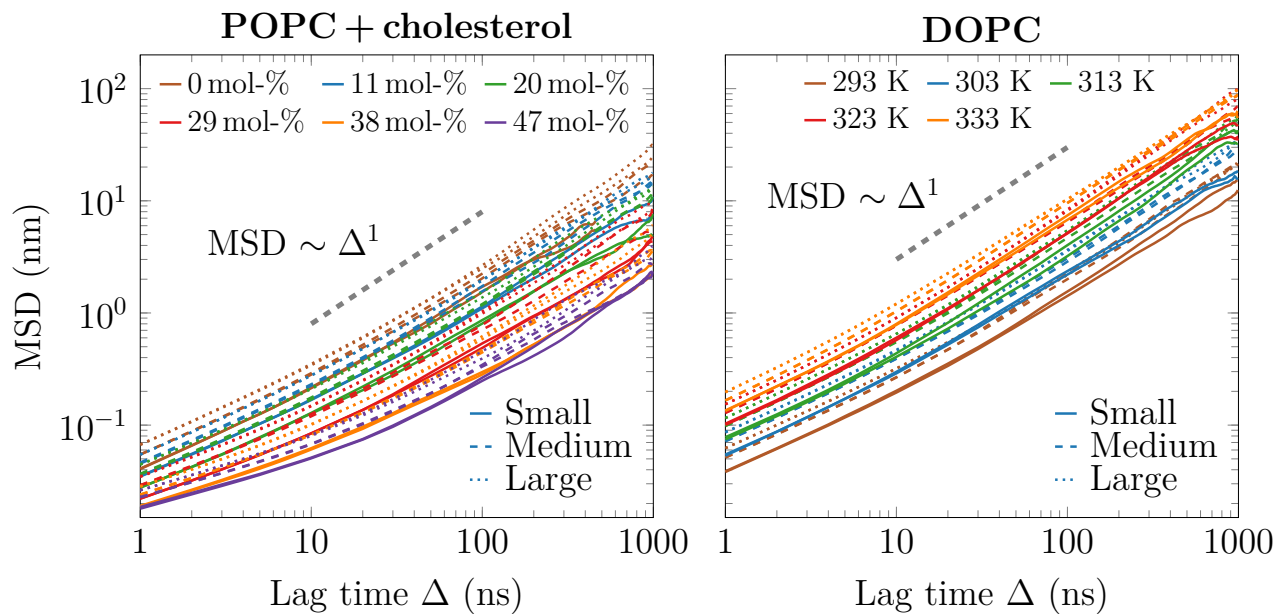 POPC + cholesterol
MSD (nm)
10²
10¹
10⁰
10⁻¹
0 mol-% 11 mol-% 20 mol-%
29 mol-% 38 mol-% 47 mol-%
MSD ∼ Δ¹
Small
Medium
Large
1 10 100 1000
Lag time Δ (ns)
DOPC
293 K 303 K 313 K
323 K 333 K
MSD ∼ Δ¹
Small
Medium
Large
1 10 100 1000
Lag time Δ (ns)